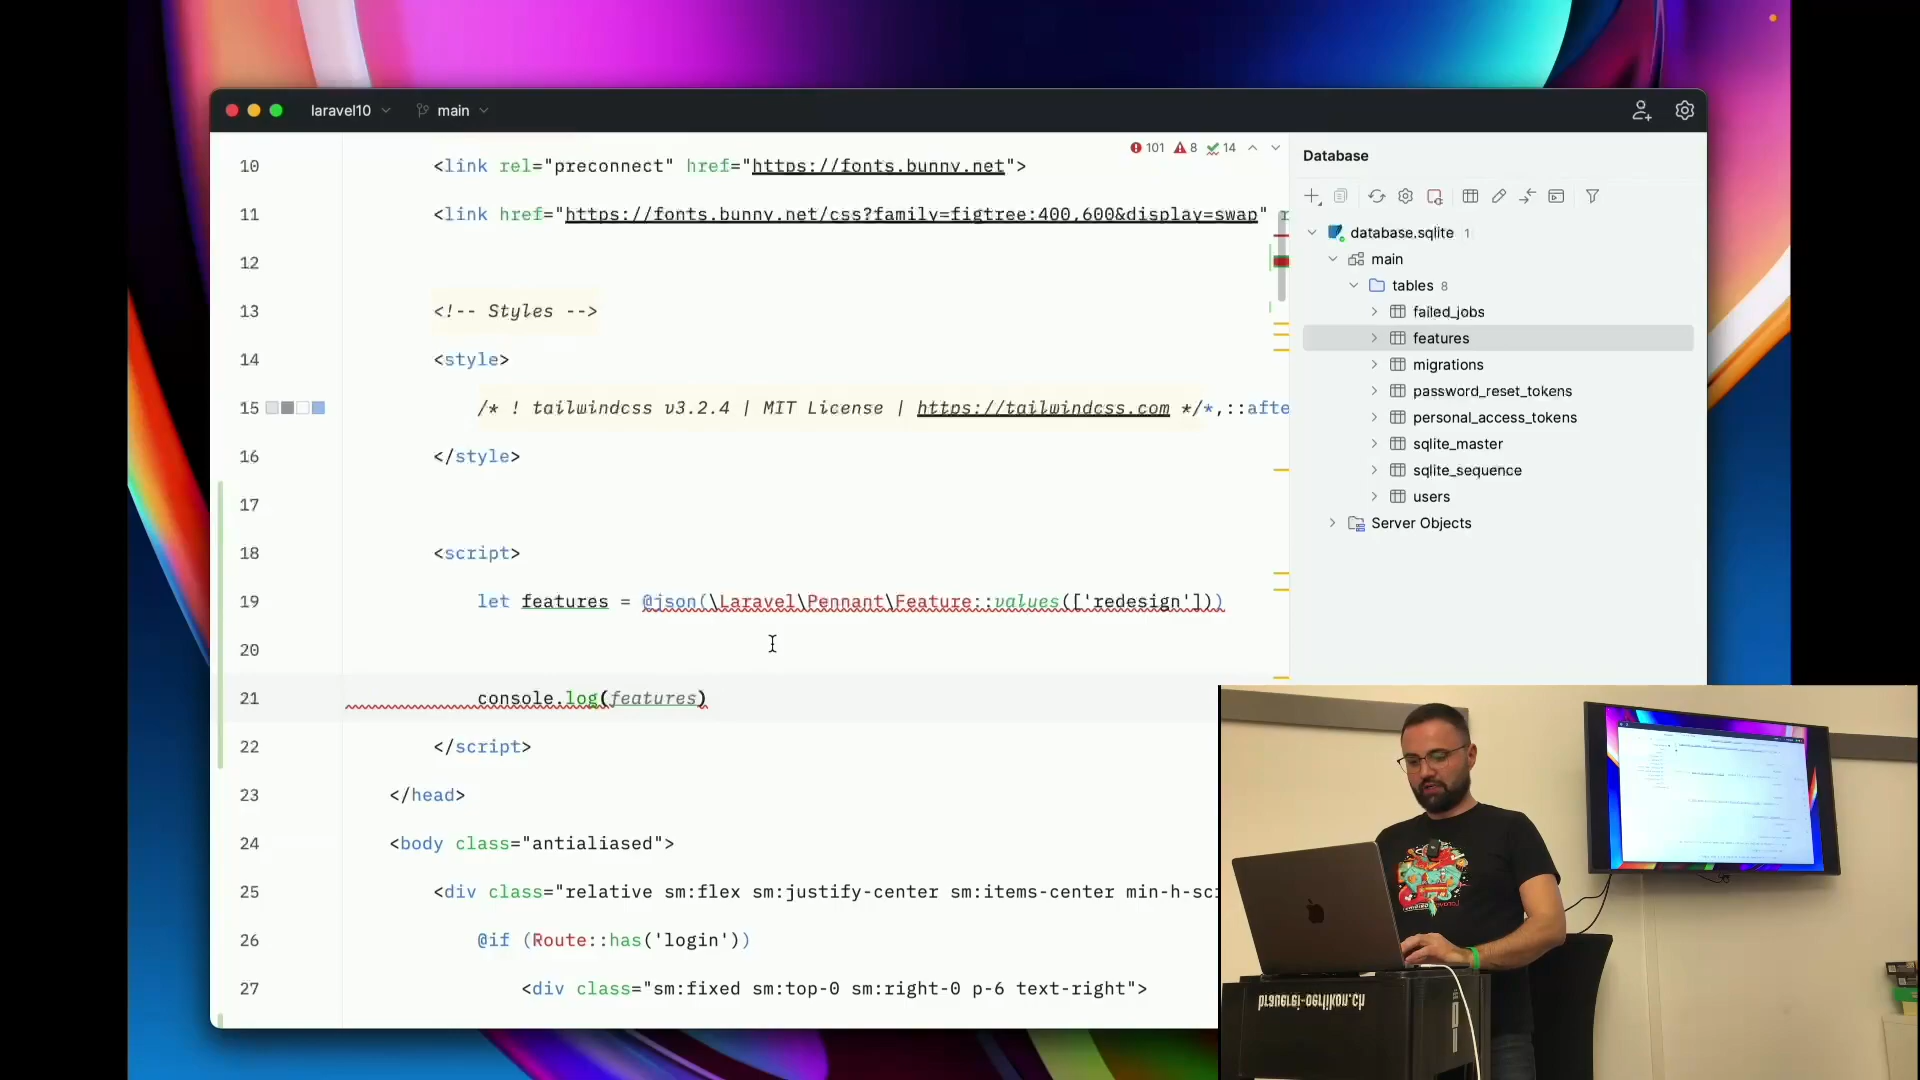 laravel10
main
101 8 14
10 <link rel="preconnect" href="https://fonts.bunny.net">
11 <link href="https://fonts.bunny.net/css?family=figtree:400,600&display=swap" r
12
13 <!-- Styles -->
14 <style>
15 /* ! tailwindcss v3.2.4 | MIT License | https://tailwindcss.com */*,::afte
16 </style>
17
18 <script>
19 let features = @json(\Laravel\Pennant\Feature::values(['redesign']))
20
21 console.log(features)
22 </script>
23 </head>
24 <body class="antialiased">
25 <div class="relative sm:flex sm:justify-center sm:items-center min-h-scr
26 @if (Route::has('login'))
27 <div class="sm:fixed sm:top-0 sm:right-0 p-6 text-right">
Database
database.sqlite 1
main
tables 8
failed_jobs
features
migrations
password_reset_tokens
personal_access_tokens
sqlite_master
sqlite_sequence
users
Server Objects
brauerei-oerlikon.ch